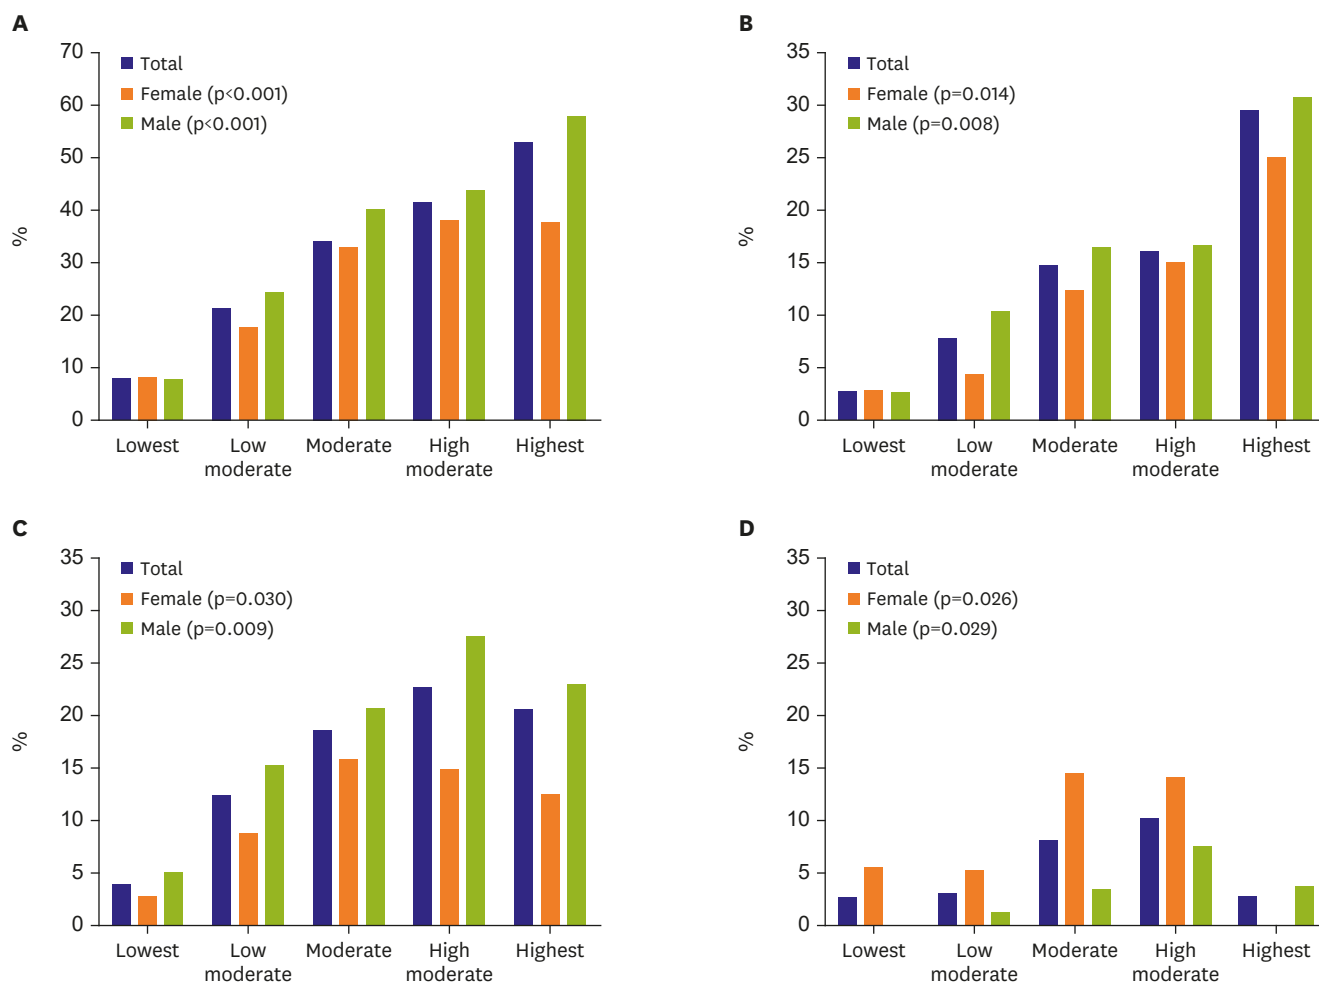 A
70
60
50
40
30
20
10
0
%
Total
Female (p<0.001)
Male (p<0.001)
Lowest
Low
moderate
Moderate
High
moderate
Highest
B
35
30
25
20
15
10
5
0
%
Total
Female (p=0.014)
Male (p=0.008)
Lowest
Low
moderate
Moderate
High
moderate
Highest
C
35
30
25
20
15
10
5
0
%
Total
Female (p=0.030)
Male (p=0.009)
Lowest
Low
moderate
Moderate
High
moderate
Highest
D
35
30
25
20
15
10
5
0
%
Total
Female (p=0.026)
Male (p=0.029)
Lowest
Low
moderate
Moderate
High
moderate
Highest